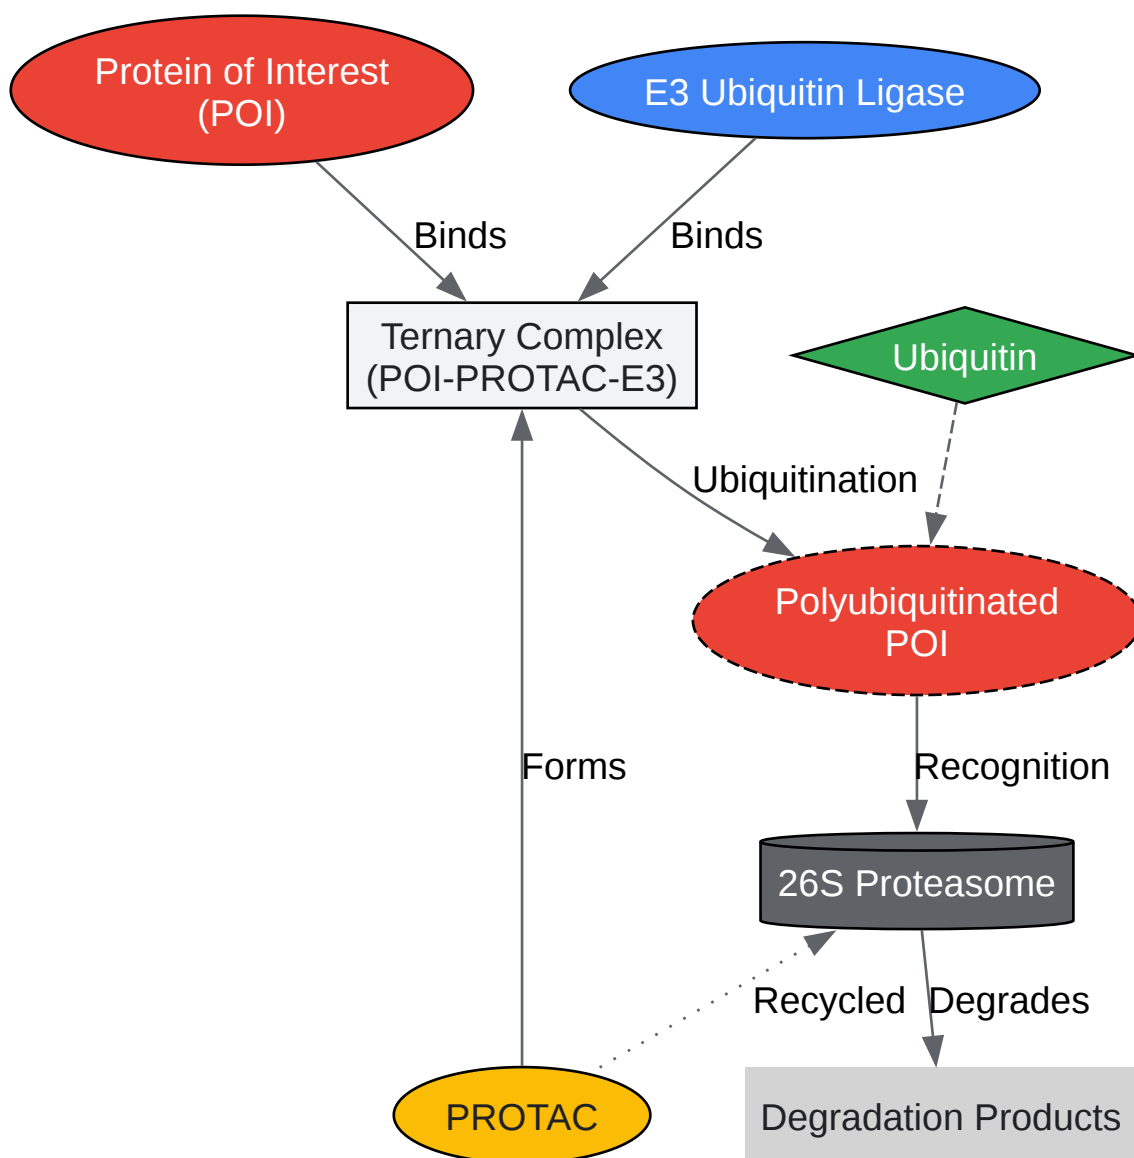 Protein of Interest
(POI)
E3 Ubiquitin Ligase
Binds
Binds
Ternary Complex
(POI-PROTAC-E3)
Ubiquitin
Ubiquitination
Polyubiquitinated
POI
Forms
Recognition
26S Proteasome
Recycled
Degrades
PROTAC
Degradation Products